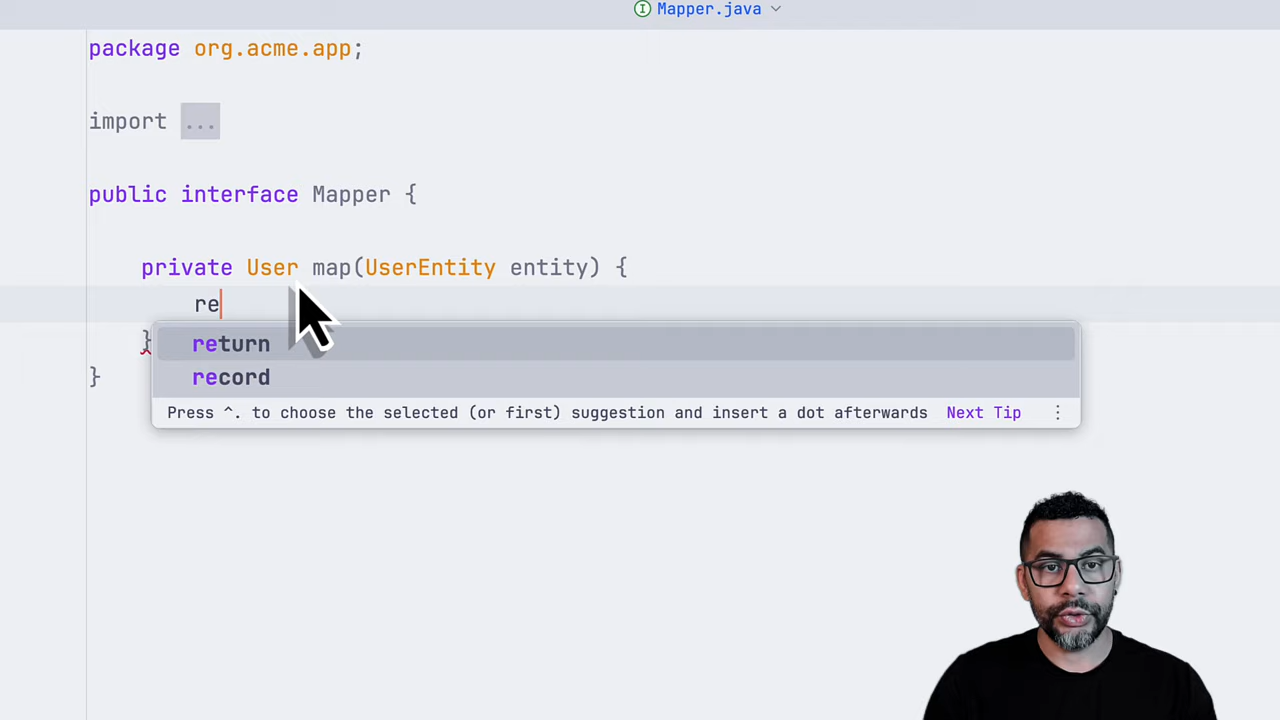 Mapper.java
package org.acme.app;
import ...
public interface Mapper {
private User map(UserEntity entity) {
re
}
return
record
}
Press ^. to choose the selected (or first) suggestion and insert a dot afterwards Next Tip